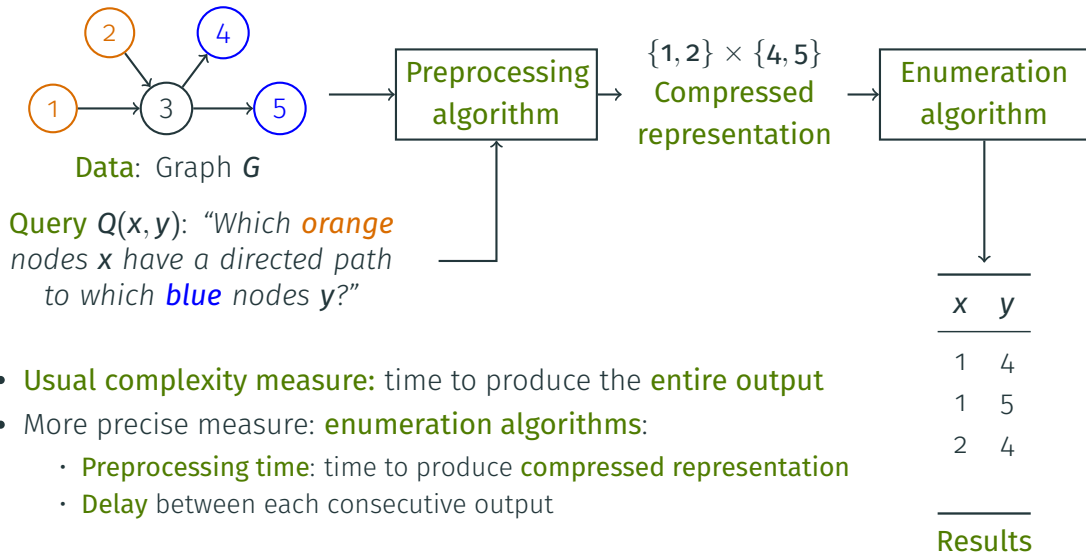 2
4
1
3
5
Data: Graph G
Query Q(x, y): “Which orange
nodes x have a directed path
to which blue nodes y?”
Preprocessing
algorithm
{1, 2} × {4, 5}
Compressed
representation
Enumeration
algorithm
x y
1 4
1 5
2 4
Results
• Usual complexity measure: time to produce the entire output
• More precise measure: enumeration algorithms:
• Preprocessing time: time to produce compressed representation
• Delay between each consecutive output